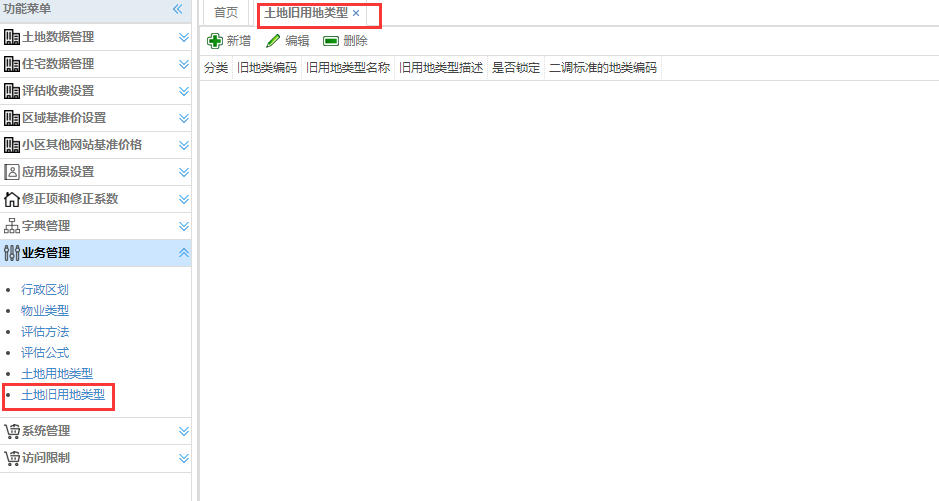 功能菜单
土地数据管理
住宅数据管理
评估收费设置
区域基准价设置
小区其他网站基准价格
应用场景设置
修正项和修正系数
字典管理
业务管理
行政区划
物业类型
评估方法
评估公式
土地用地类型
土地旧用地类型
系统管理
访问限制
首页 土地旧用地类型 ×
新增 编辑 删除
分类 旧地类编码 旧用地类型名称 旧用地类型描述 是否锁定 二调标准的地类编码